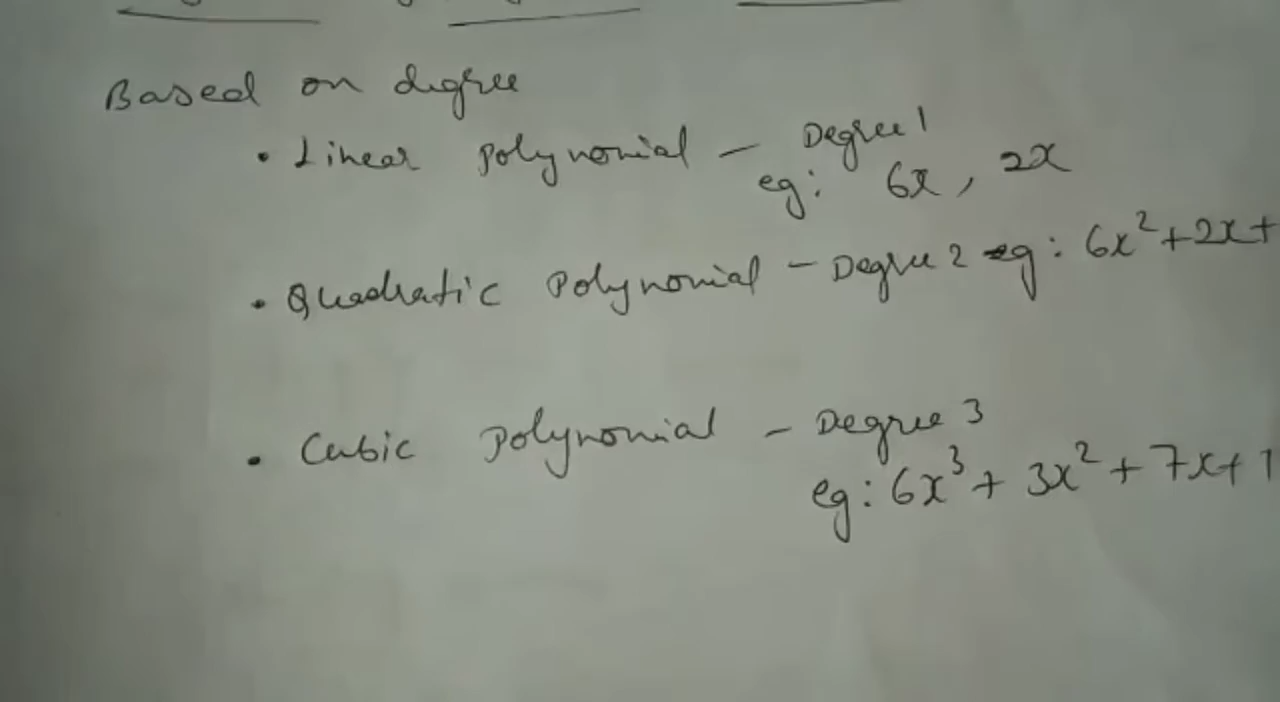 Based on degree
• Linear polynomial – Degree 1
eg: 6x, 2x
• Quadratic Polynomial – Degree 2 eg: 6x²+2x+
• Cubic polynomial – Degree 3
eg: 6x³ + 3x² + 7x+1